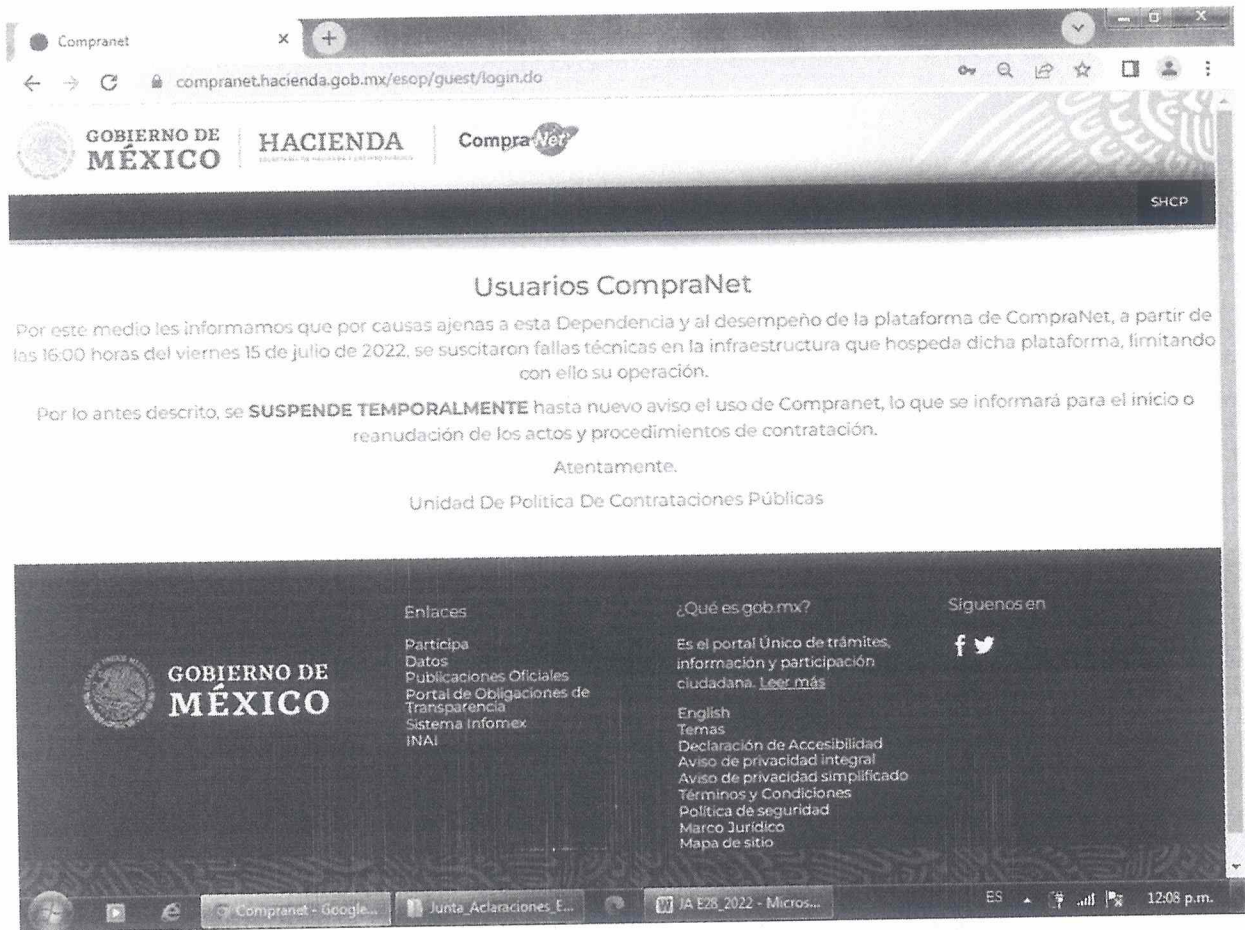 Compranet
compranet.hacienda.gob.mx/esop/guest/login.do
GOBIERNO DE
MÉXICO
HACIENDA
CompraNet
SHCP
Usuarios CompraNet
Por este medio les informamos que por causas ajenas a esta Dependencia y al desempeño de la plataforma de CompraNet, a partir de
las 16:00 horas del viernes 15 de julio de 2022, se suscitaron fallas técnicas en la infraestructura que hospeda dicha plataforma, limitando
con ello su operación.
Por lo antes descrito, se SUSPENDE TEMPORALMENTE hasta nuevo aviso el uso de Compranet, lo que se informará para el inicio o
reanudación de los actos y procedimientos de contratación.
Atentamente.
Unidad De Politica De Contrataciones Públicas
GOBIERNO DE
MÉXICO
Enlaces
Participa
Datos
Publicaciones Oficiales
Portal de Obligaciones de
Transparencia
Sistema Infomex
INAI
¿Qué es gob.mx?
Es el portal Único de trámites,
información y participación
ciudadana. Leer más
English
Temas
Declaración de Accesibilidad
Aviso de privacidad integral
Aviso de privacidad simplificado
Términos y Condiciones
Política de seguridad
Marco Jurídico
Mapa de sitio
Síguenos en
Compranet - Google...
Junta_Aclaraciones_E...
JA E28_2022 - Micros...
ES
12:08 p.m.